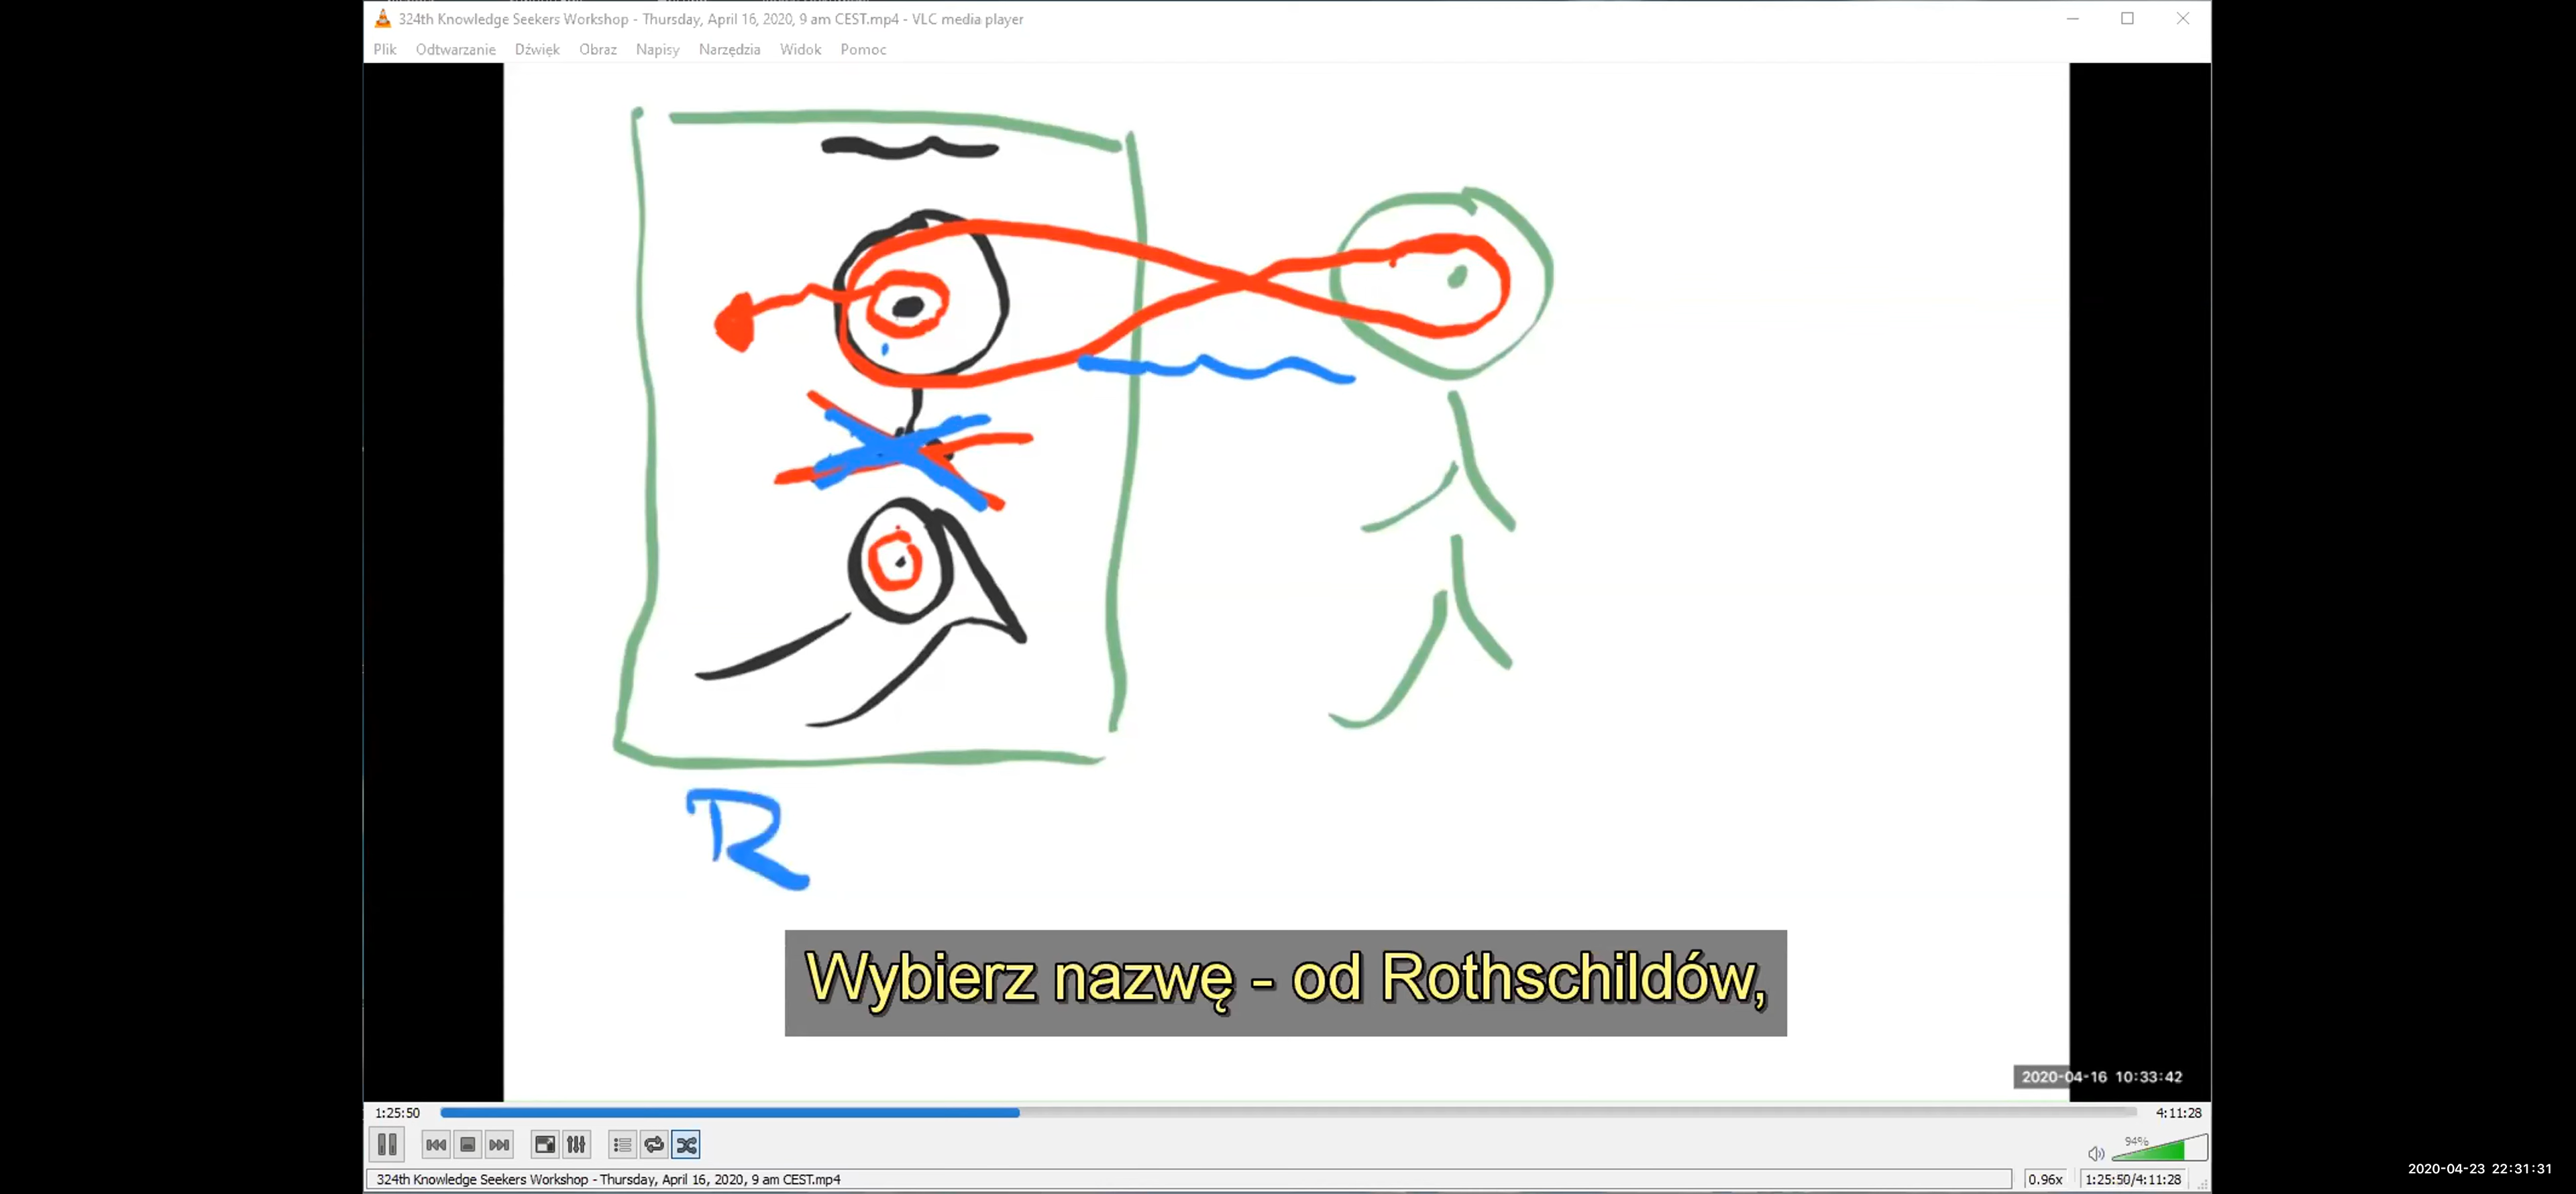 324th Knowledge Seekers Workshop - Thursday, April 16, 2020, 9 am CEST.mp4 - VLC media player
Plik Odtwarzanie Dźwięk Obraz Napisy Narzędzia Widok Pomoc
R
Wybierz nazwę - od Rothschildów,
2020-04-16 10:33:42
1:25:50
4:11:28
94%
324th Knowledge Seekers Workshop - Thursday, April 16, 2020, 9 am CEST.mp4
0.96x
1:25:50/4:11:28
2020-04-23 22:31:31